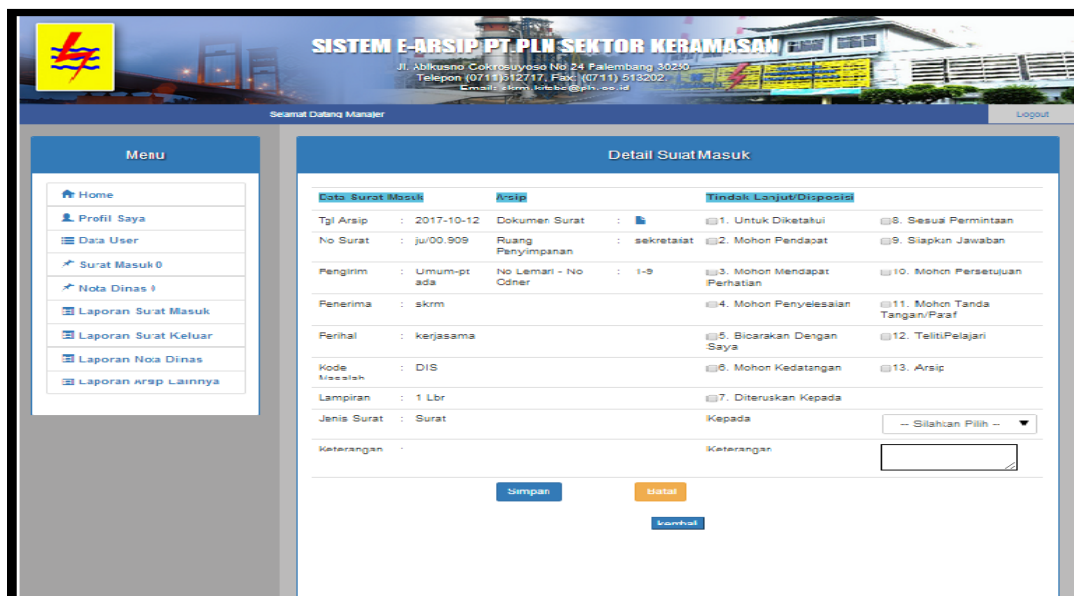 SISTEM E-ARSIP PT.PLN SEKTOR KERAMASAN
Jl. Abikusno Cokrosuyoso No 24 Palembang 30250
Telepon (0711) 512717, Fax: (0711) 513202.
Selamat Datang Manajer
Logout
Menu
Home
Profil Saya
Data User
Surat Masuk 0
Nota Dinas 0
Laporan Surat Masuk
Laporan Surat Keluar
Laporan Nota Dinas
Laporan Arsip Lainnya
Detail Surat Masuk
Data Surat Masuk Arsip Tindak Lanjut/Disposisi
Tgl Arsip : 2017-10-12 Dokumen Surat : 1. Untuk Diketahui 8. Sesuai Permintaan
No Surat : ju/00.909 Ruang : sekretariat 2. Mohon Pendapat 9. Siapkan Jawaban
Penyimpanan
Pengirim : Umum-pt No Lemari - No : 1-9 3. Mohon Mendapat 10. Mohon Persetujuan
ada Odner Perhatian
Penerima : skrm 4. Mohon Penyelesaian 11. Mohon Tanda
Tangan/Paraf
Perihal : kerjasama 5. Bicarakan Dengan 12. Teliti/Pelajari
Saya
Kode : DIS 6. Mohon Kedatangan 13. Arsip
Masalah
Lampiran : 1 Lbr 7. Diteruskan Kepada
Jenis Surat : Surat Kepada -- Silahkan Pilih --
Keterangan : Keterangan
Simpan Batal
kembali